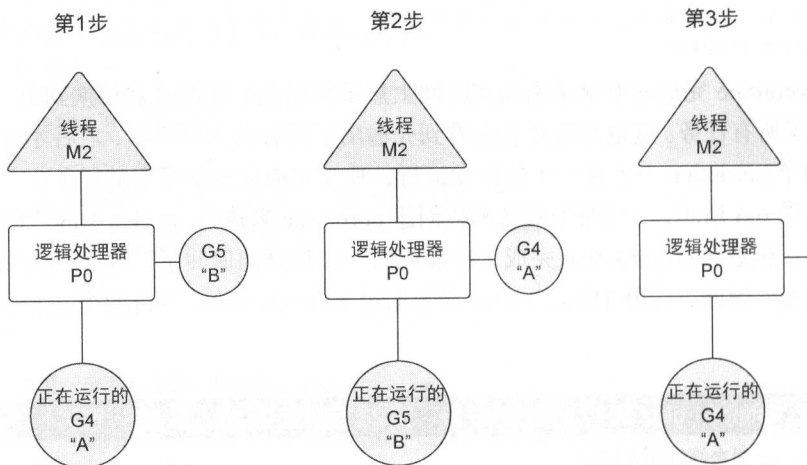 第1步
第2步
第3步
线程
M2
线程
M2
线程
M2
逻辑处理器
P0
G5
“B”
逻辑处理器
P0
G4
“A”
逻辑处理器
P0
正在运行的
G4
“A”
正在运行的
G5
“B”
正在运行的
G4
“A”